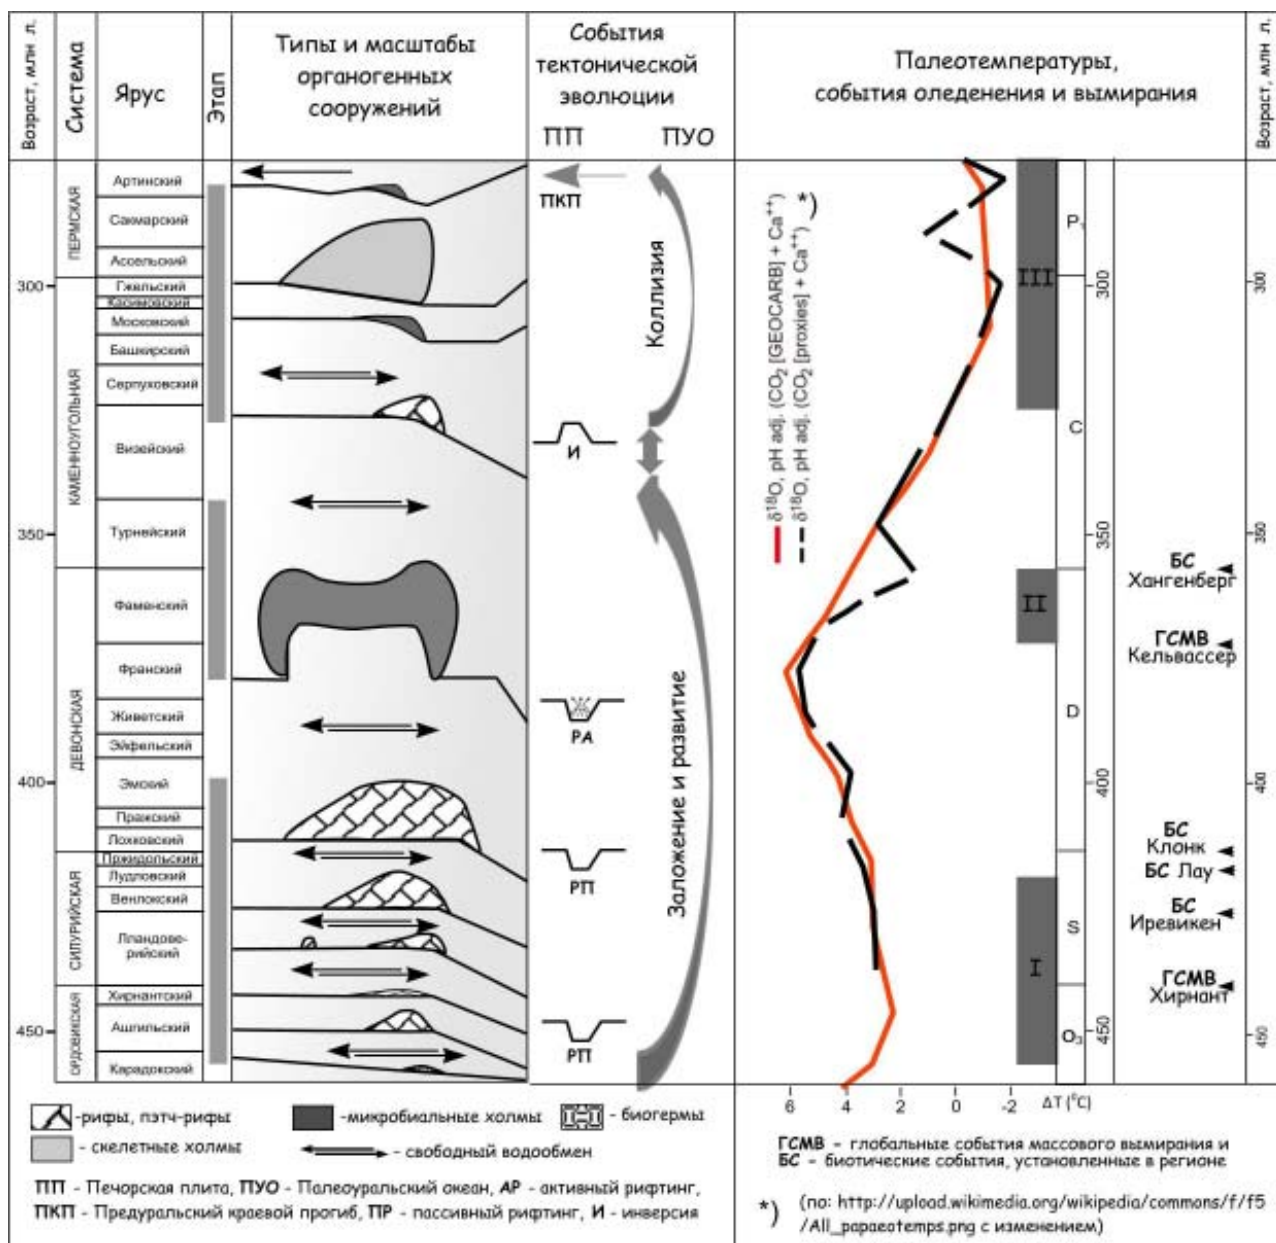 Возраст, млн л.
Система
Ярус
Этап
Типы и масштабы
органогенных
сооружений
События
тектонической
эволюции
ПП
ПУО
Палеотемпературы,
события оледенения и вымирания
Возраст, млн л.
300
350
400
450
ПЕРМСКАЯ
КАМЕННОУГОЛЬНАЯ
ДЕВОНСКАЯ
СИЛУРИЙСКАЯ
ОРДОВИКСКАЯ
Артинский
Сакмарский
Ассельский
Гжельский
Касимовский
Московский
Башкирский
Серпуховский
Визейский
Турнейский
Фаменский
Франский
Живетский
Эйфельский
Эмский
Пражский
Лохковский
Пржидольский
Лудловский
Венлокский
Лландове-
рийский
Хирнантский
Ашгильский
Карадокский
ПКП
И
РА
РП
РП
Коллизия
Заложение и развитие
δ¹⁸O, pH adj. (CO₂ [GEOCARB] + Ca⁺⁺)
δ¹⁸O, pH adj. (CO₂ [proxies] + Ca⁺⁺)
*)
III
II
I
P₁
C
D
S
O₃
300
350
400
450
БС
Хангенберг
ГСМВ
Кельвассер
БС
Клонк
БС Лау
БС
Иревикен
ГСМВ
Хирнант
300
350
400
450
6 4 2 0 -2 ΔT (⁰C)
-рифы, пэтч-рифы
-микробиальные холмы
- биогермы
- скелетные холмы
- свободный водообмен
ПП - Печорская плита, ПУО - Палеоуральский океан, АР - активный рифтинг,
ПКП - Предуральский краевой прогиб, ПР - пассивный рифтинг, И - инверсия
ГСМВ - глобальные события массового вымирания и
БС - биотические события, установленные в регионе
*) (по: http://upload.wikimedia.org/wikipedia/commons/f/f5
/All_papaeotemps.png с изменением)